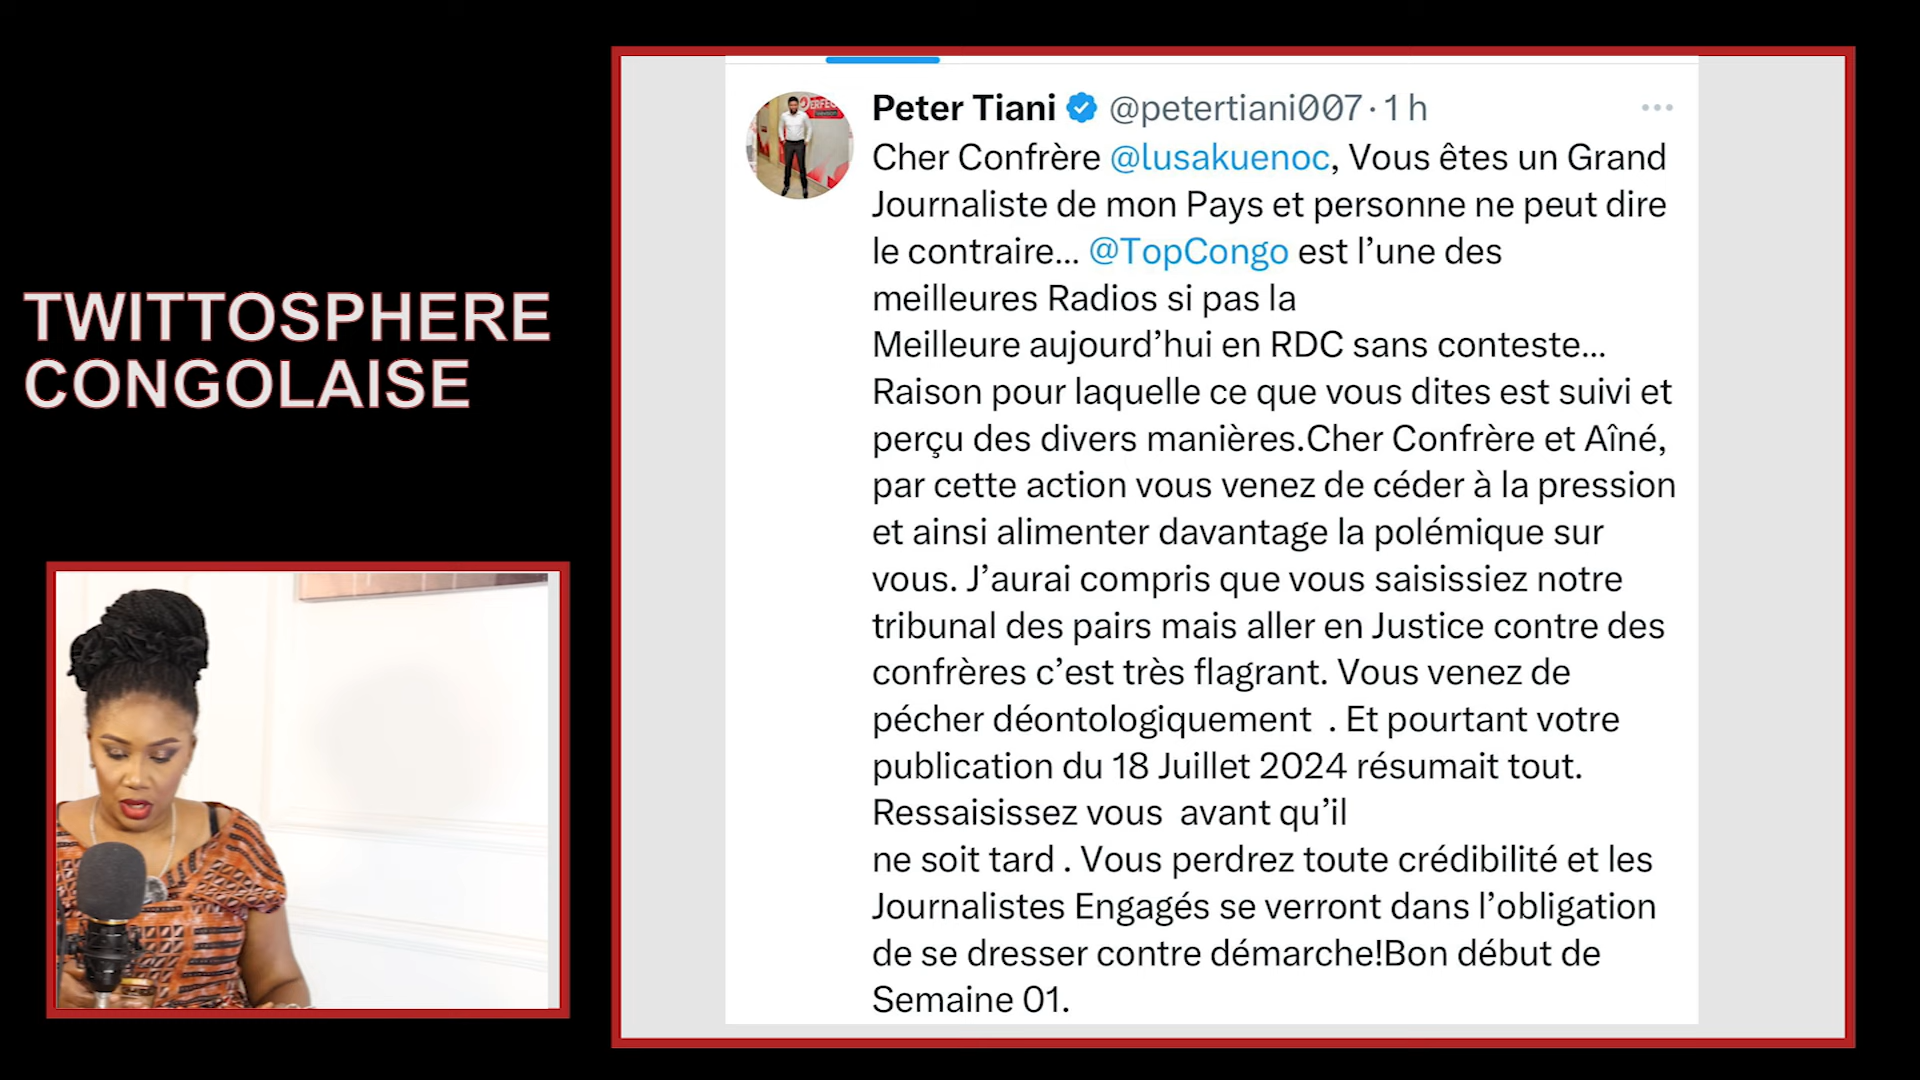 TWITTOSPHERE
CONGOLAISE
Peter Tiani @petertiani007 · 1 h
Cher Confrère @lusakuenoc, Vous êtes un Grand
Journaliste de mon Pays et personne ne peut dire
le contraire... @TopCongo est l’une des
meilleures Radios si pas la
Meilleure aujourd’hui en RDC sans conteste...
Raison pour laquelle ce que vous dites est suivi et
perçu des divers manières.Cher Confrère et Aîné,
par cette action vous venez de céder à la pression
et ainsi alimenter davantage la polémique sur
vous. J’aurai compris que vous saisissiez notre
tribunal des pairs mais aller en Justice contre des
confrères c’est très flagrant. Vous venez de
pécher déontologiquement . Et pourtant votre
publication du 18 Juillet 2024 résumait tout.
Ressaisissez vous avant qu’il
ne soit tard . Vous perdrez toute crédibilité et les
Journalistes Engagés se verront dans l’obligation
de se dresser contre démarche!Bon début de
Semaine 01.